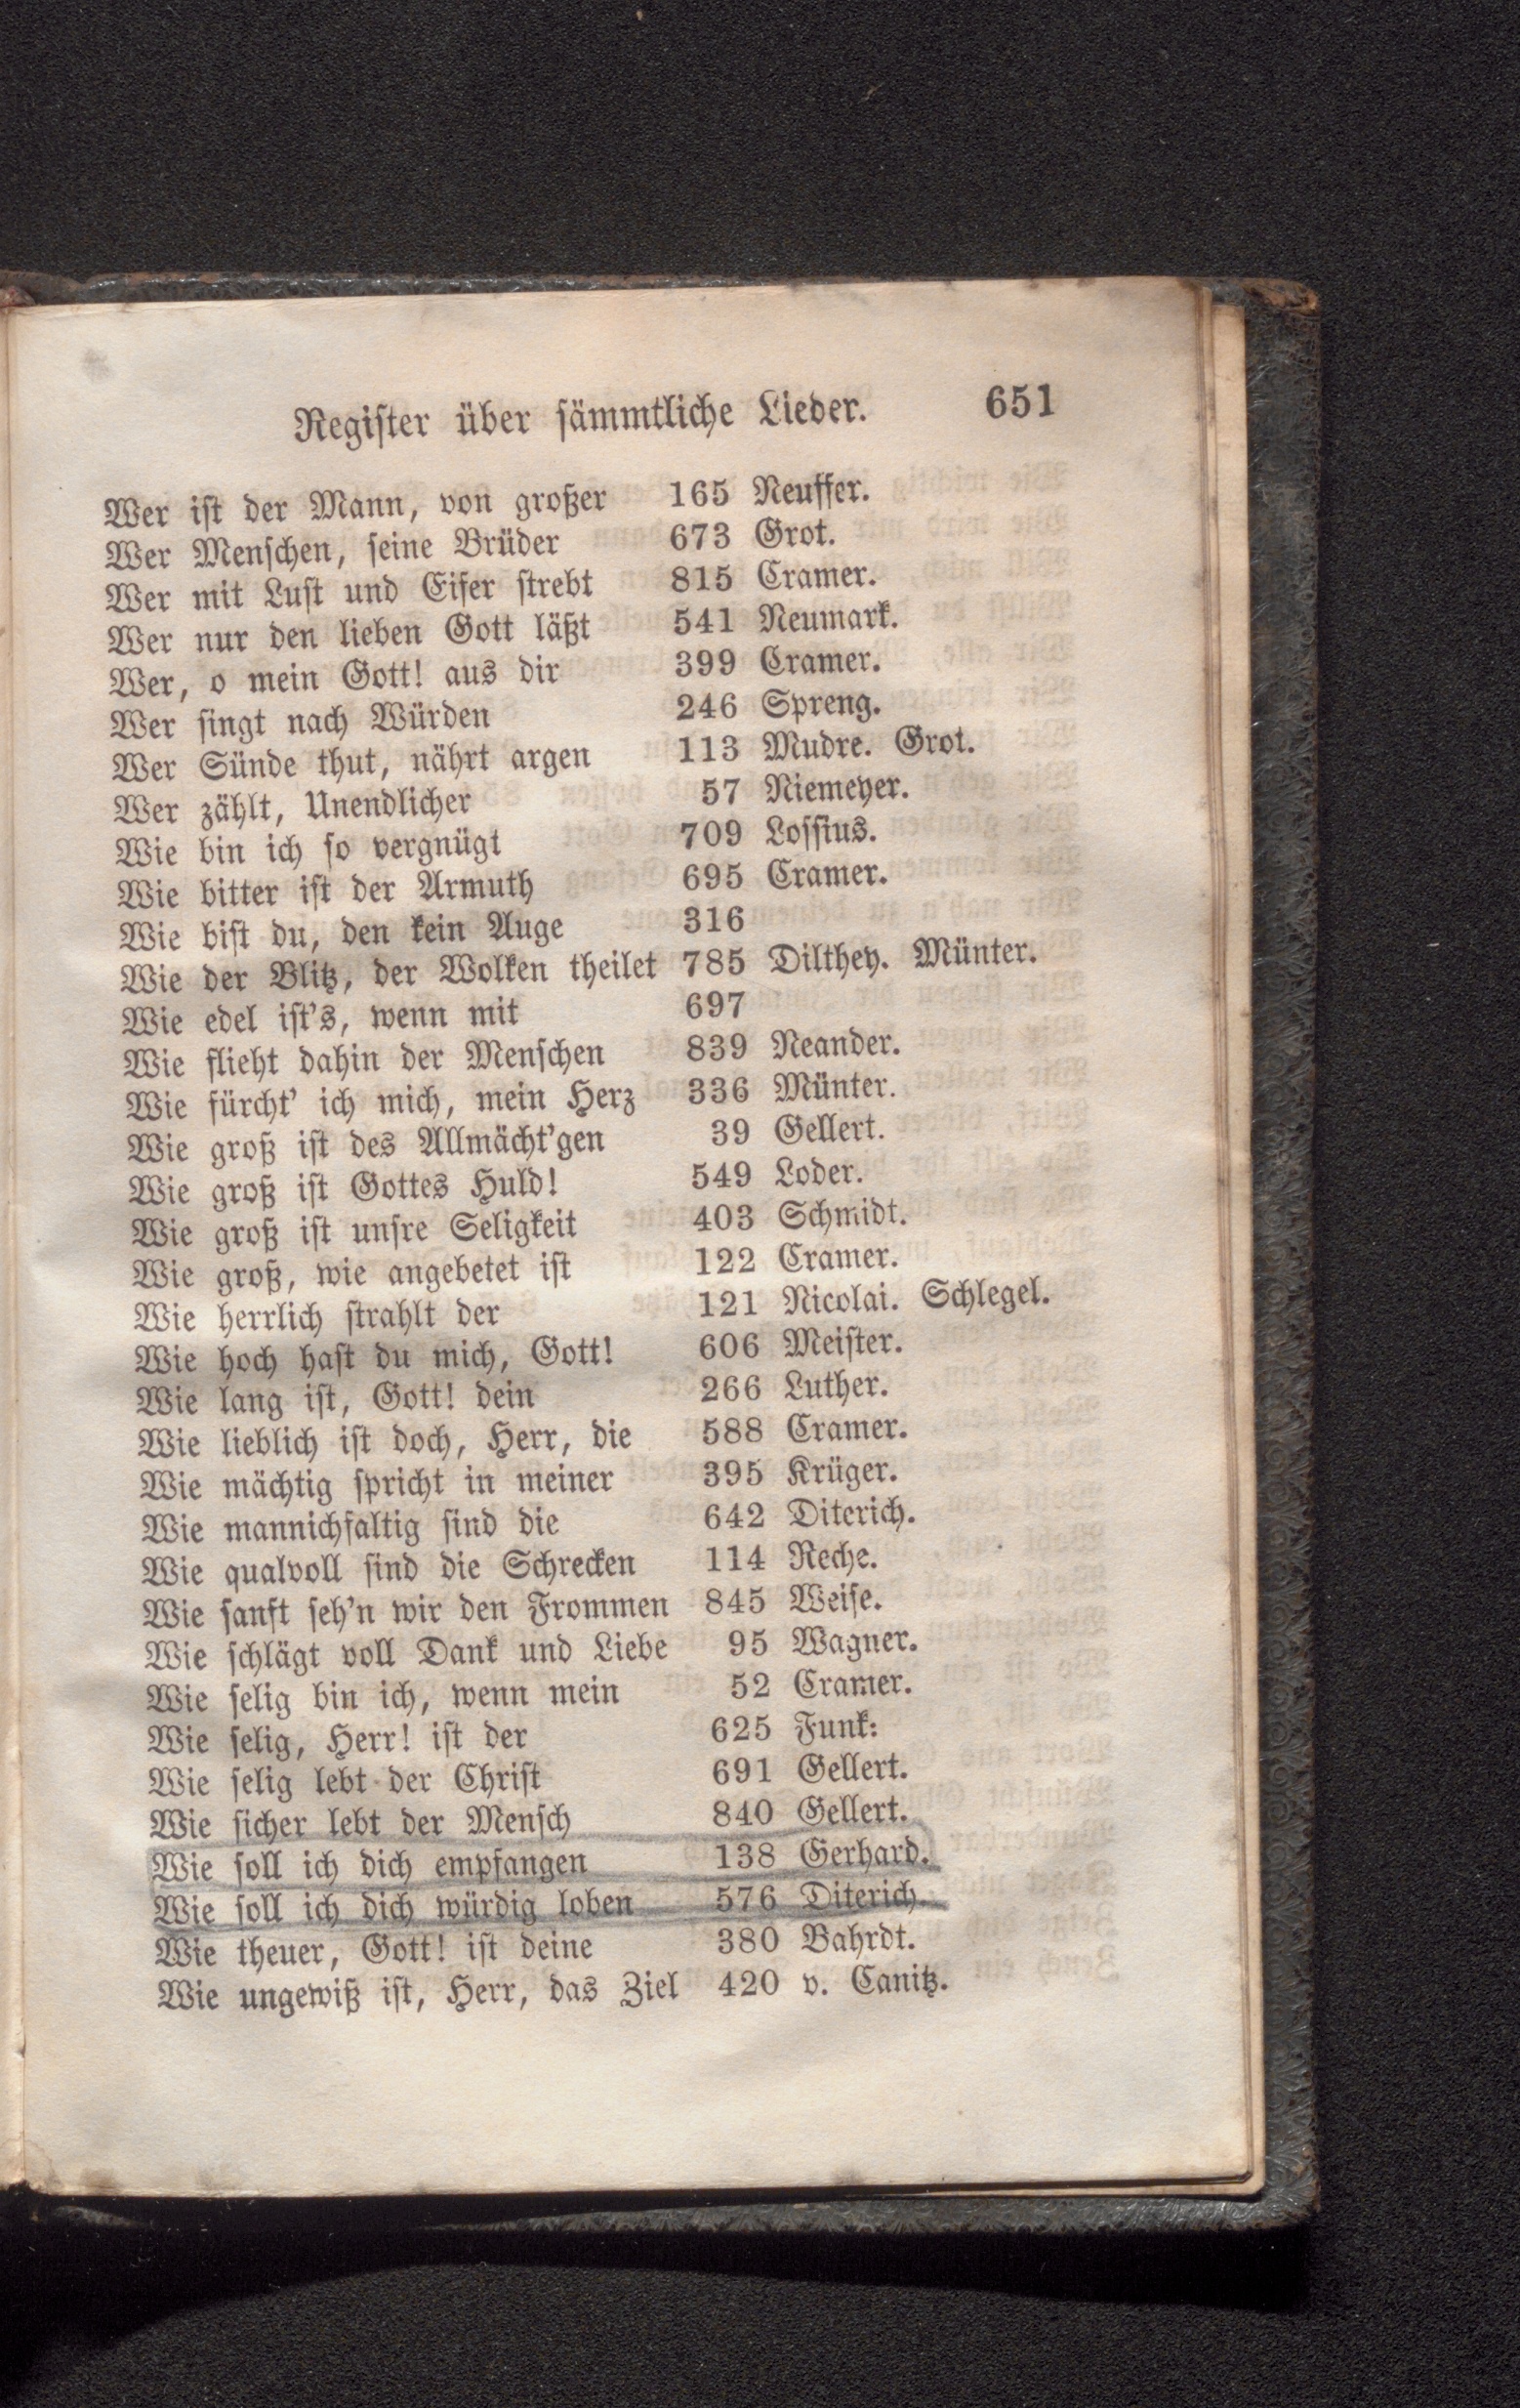 Register über sämmtliche Lieder. 651
Wer ist der Mann, von großer 165 Neuffer.
Wer Menschen, seine Brüder 673 Grot.
Wer mit Lust und Eifer strebt 815 Cramer.
Wer nur den lieben Gott läßt 541 Neumark.
Wer, o mein Gott! aus dir 399 Cramer.
Wer singt nach Würden 246 Spreng.
Wer Sünde thut, nährt argen 113 Mudre. Grot.
Wer zählt, Unendlicher 57 Niemeyer.
Wie bin ich so vergnügt 709 Lossius.
Wie bitter ist der Armuth 695 Cramer.
Wie bist du, den kein Auge 316
Wie der Blitz, der Wolken theilet 785 Dilthey. Münter.
Wie edel ist's, wenn mit 697
Wie flieht dahin der Menschen 839 Neander.
Wie fürcht' ich mich, mein Herz 336 Münter.
Wie groß ist des Allmächt'gen 39 Gellert.
Wie groß ist Gottes Huld! 549 Loder.
Wie groß ist unsre Seligkeit 403 Schmidt.
Wie groß, wie angebetet ist 122 Cramer.
Wie herrlich strahlt der 121 Nicolai. Schlegel.
Wie hoch hast du mich, Gott! 606 Meister.
Wie lang ist, Gott! dein 266 Luther.
Wie lieblich ist doch, Herr, die 588 Cramer.
Wie mächtig spricht in meiner 395 Krüger.
Wie mannichfaltig sind die 642 Diterich.
Wie qualvoll sind die Schrecken 114 Reche.
Wie sanft seh'n wir den Frommen 845 Weise.
Wie schlägt voll Dank und Liebe 95 Wagner.
Wie selig bin ich, wenn mein 52 Cramer.
Wie selig, Herr! ist der 625 Funk:
Wie selig lebt der Christ 691 Gellert.
Wie sicher lebt der Mensch 840 Gellert.
Wie soll ich dich empfangen 138 Gerhard.
Wie soll ich dich würdig loben 576 Diterich.
Wie theuer, Gott! ist deine 380 Bahrdt.
Wie ungewiß ist, Herr, das Ziel 420 v. Canitz.